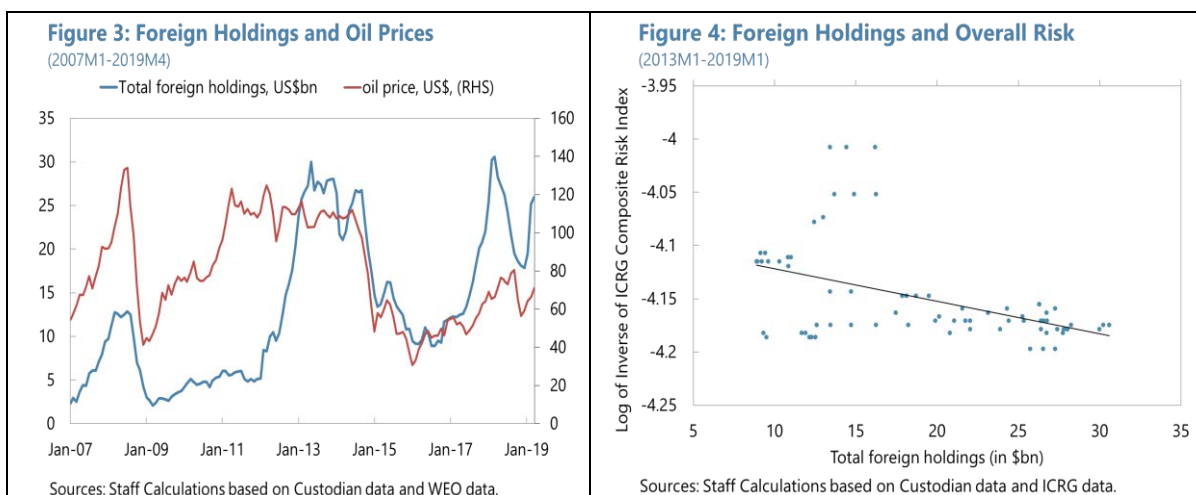 Figure 3: Foreign Holdings and Oil Prices
(2007M1-2019M4)
Total foreign holdings, US$bn
oil price, US$, (RHS)
35
30
25
20
15
10
5
0
160
140
120
100
80
60
40
20
0
Jan-07
Jan-09
Jan-11
Jan-13
Jan-15
Jan-17
Jan-19
Sources: Staff Calculations based on Custodian data and WEO data.
Figure 4: Foreign Holdings and Overall Risk
(2013M1-2019M1)
Log of Inverse of ICRG Composite Risk Index
-3.95
-4
-4.05
-4.1
-4.15
-4.2
-4.25
5
10
15
20
25
30
35
Total foreign holdings (in $bn)
Sources: Staff Calculations based on Custodian data and ICRG data.